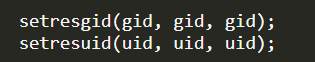 setresgid(gid, gid, gid);
setresuid(uid, uid, uid);